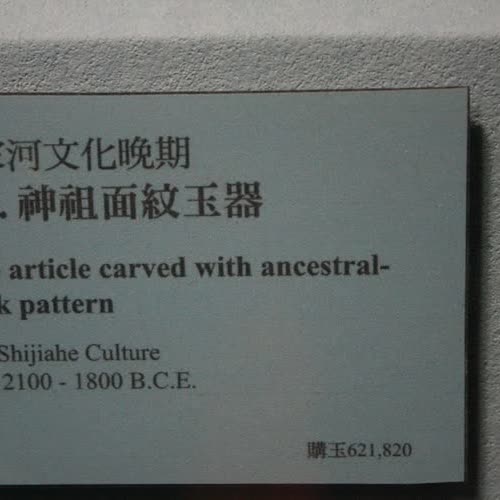 河文化晚期
. 神祖面紋玉器
article carved with ancestral-
k pattern
Shijiahe Culture
2100 - 1800 B.C.E.
購玉621,820